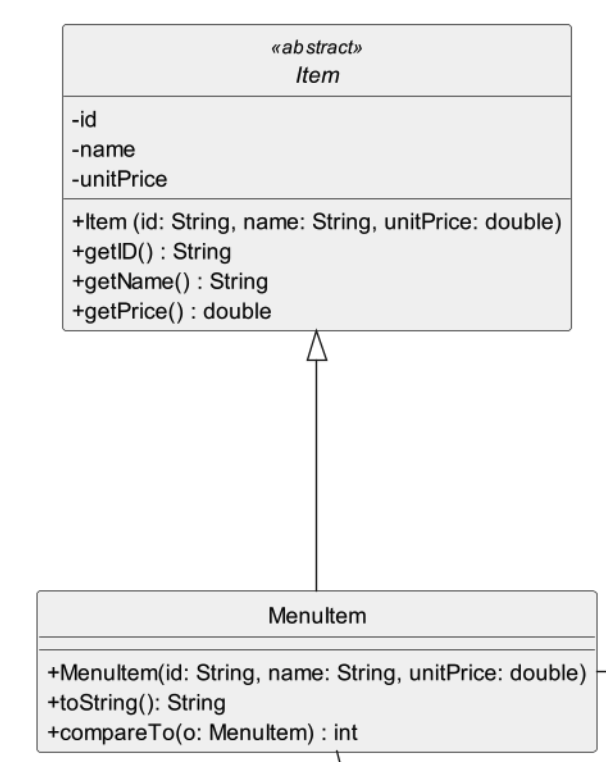 «abstract»
Item
-id
-name
-unitPrice
+Item (id: String, name: String, unitPrice: double)
+getID() : String
+getName() : String
+getPrice() : double
MenuItem
+MenuItem(id: String, name: String, unitPrice: double)
+toString(): String
+compareTo(o: MenuItem) : int